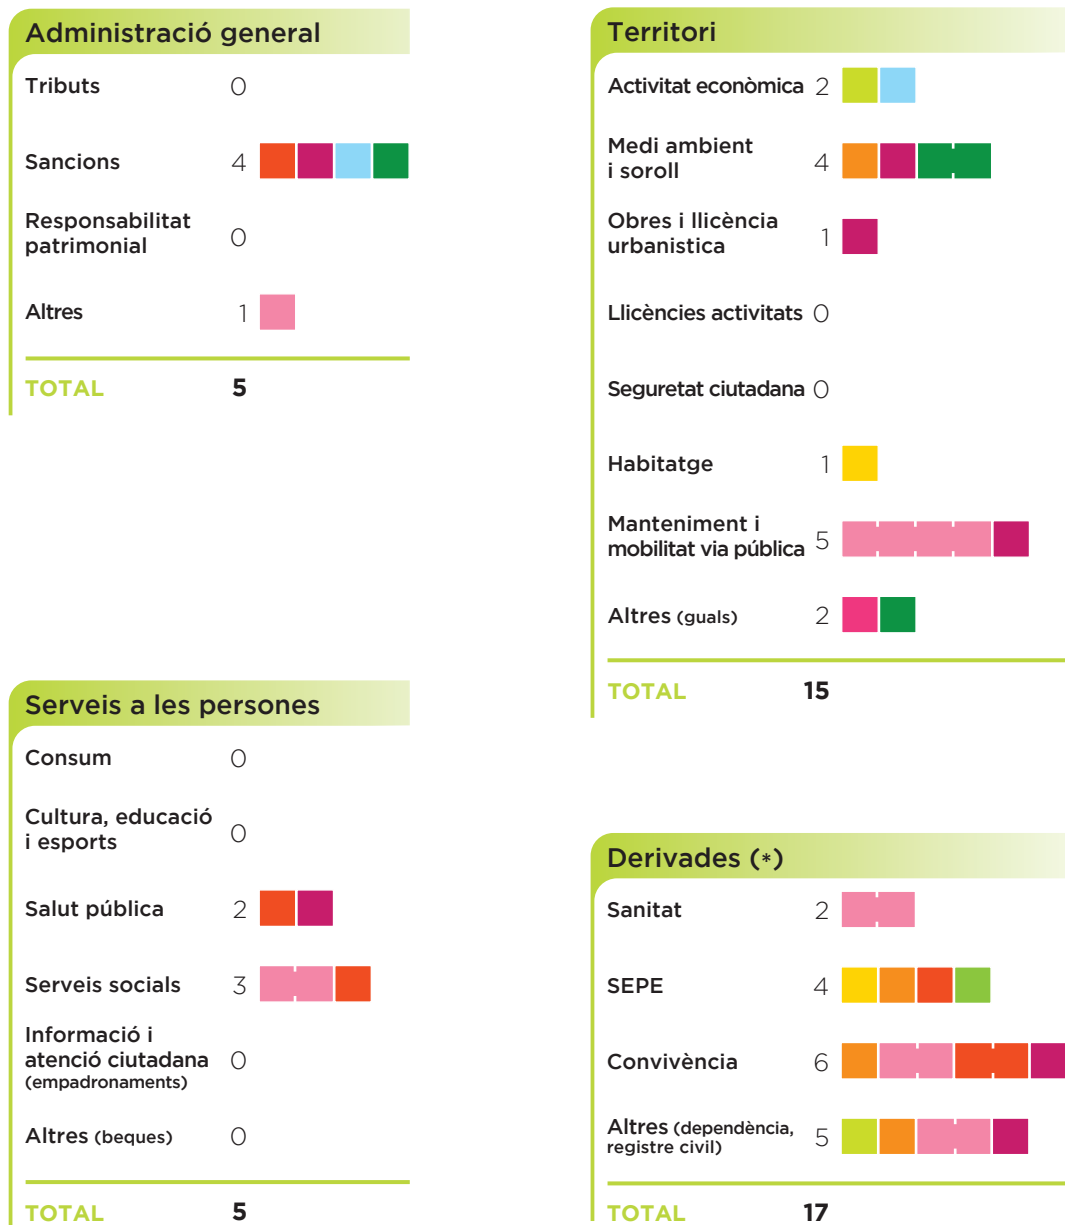 Administració general
Tributs 0
Sancions 4
Responsabilitat
patrimonial 0
Altres 1
TOTAL 5
Territori
Activitat econòmica 2
Medi ambient
i soroll 4
Obres i llicència
urbanistica 1
Llicències activitats 0
Seguretat ciutadana 0
Habitatge 1
Manteniment i
mobilitat via pública 5
Altres (guals) 2
TOTAL 15
Serveis a les persones
Consum 0
Cultura, educació
i esports 0
Salut pública 2
Serveis socials 3
Informació i
atenció ciutadana 0
(empadronaments)
Altres (beques) 0
TOTAL 5
Derivades (*)
Sanitat 2
SEPE 4
Convivència 6
Altres (dependència,
registre civil) 5
TOTAL 17